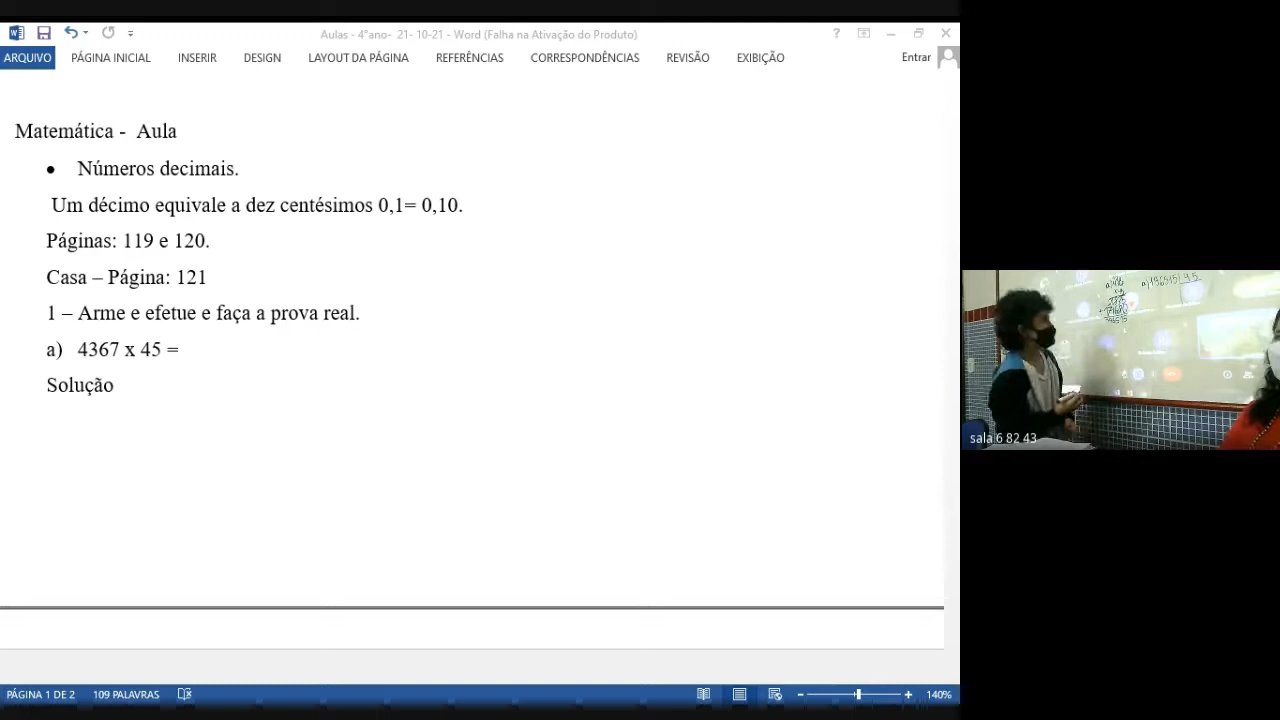 Aulas - 4°ano- 21- 10-21 - Word (Falha na Ativação do Produto)
?
ARQUIVO PÁGINA INICIAL INSERIR DESIGN LAYOUT DA PÁGINA REFERÊNCIAS CORRESPONDÊNCIAS REVISÃO EXIBIÇÃO Entrar
Matemática - Aula
• Números decimais.
Um décimo equivale a dez centésimos 0,1= 0,10.
Páginas: 119 e 120.
Casa – Página: 121
1 – Arme e efetue e faça a prova real.
a) 4367 x 45 =
Solução
sala 6 82 43
PÁGINA 1 DE 2 109 PALAVRAS 140%